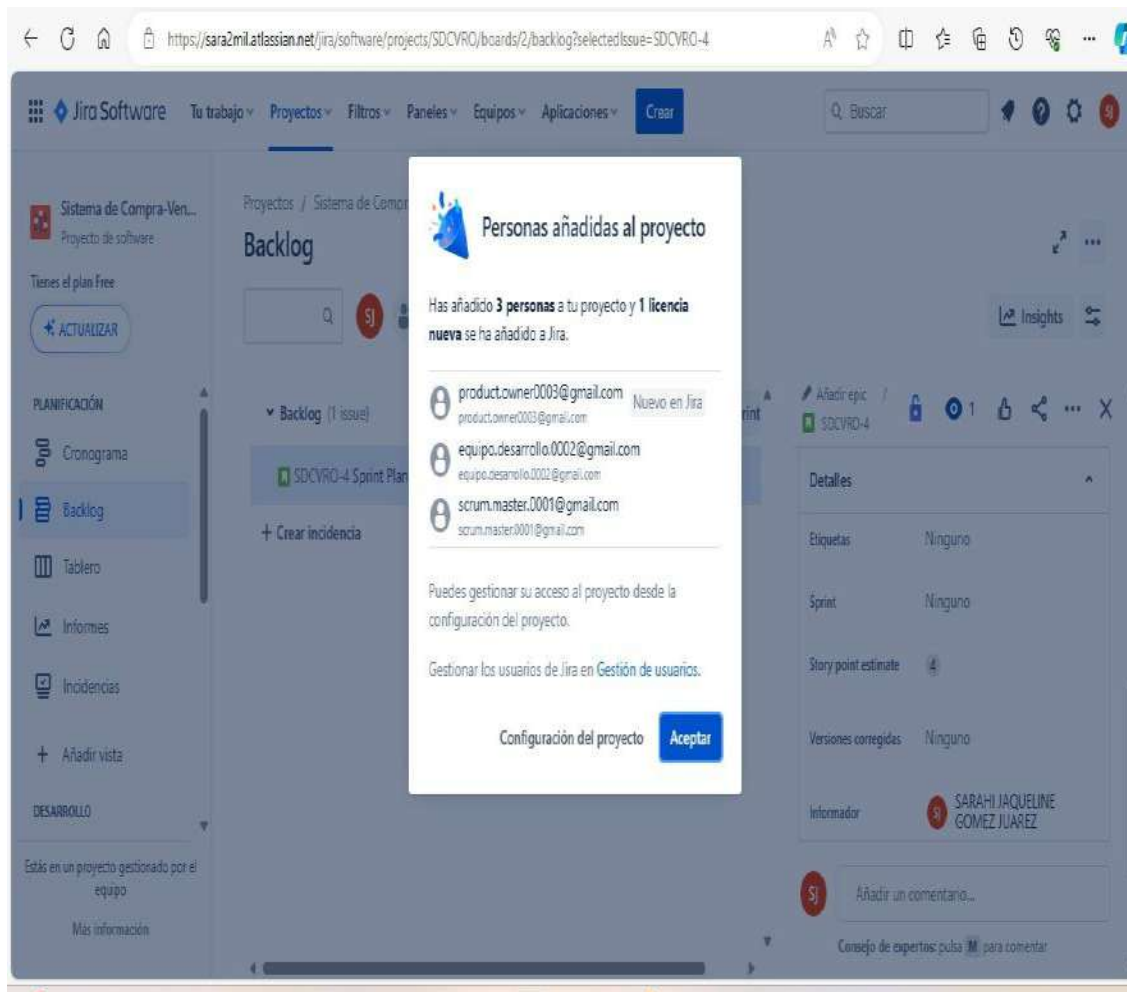 https://sara2mil.atlassian.net/jira/software/projects/SDCVRO/boards/2/backlog?selectedIssue=SDCVRO-4
Jira Software Tu trabajo Proyectos Filtros Paneles Equipos Aplicaciones Crear Buscar SJ
Sistema de Compra-Ven...
Proyecto de software
Tienes el plan Free
ACTUALIZAR
PLANIFICACIÓN
Cronograma
Backlog
Tablero
Informes
Incidencias
+ Añadir vista
DESARROLLO
Estás en un proyecto gestionado por el
equipo
Más información
Proyectos / Sistema de Compr
Backlog
SJ
Insights
Backlog (1 issue)
rint
SDCVRO-4 Sprint Plan
+ Crear incidencia
Personas añadidas al proyecto
Has añadido 3 personas a tu proyecto y 1 licencia
nueva se ha añadido a Jira.
product.owner0003@gmail.com Nuevo en Jira
product.owner0003@gmail.com
equipo.desarrollo.0002@gmail.com
equipo.desarrollo.0002@gmail.com
scrum.master.0001@gmail.com
scrum.master.0001@gmail.com
Puedes gestionar su acceso al proyecto desde la
configuración del proyecto.
Gestionar los usuarios de Jira en Gestión de usuarios.
Configuración del proyecto Aceptar
Añadir epic /
SDCVRO-4
1
Detalles
Etiquetas Ninguno
Sprint Ninguno
Story point estimate 4
Versiones corregidas Ninguno
Informador SJ SARAHI JAQUELINE
GOMEZ JUAREZ
SJ Añadir un comentario...
Consejo de expertos: pulsa M para comentar